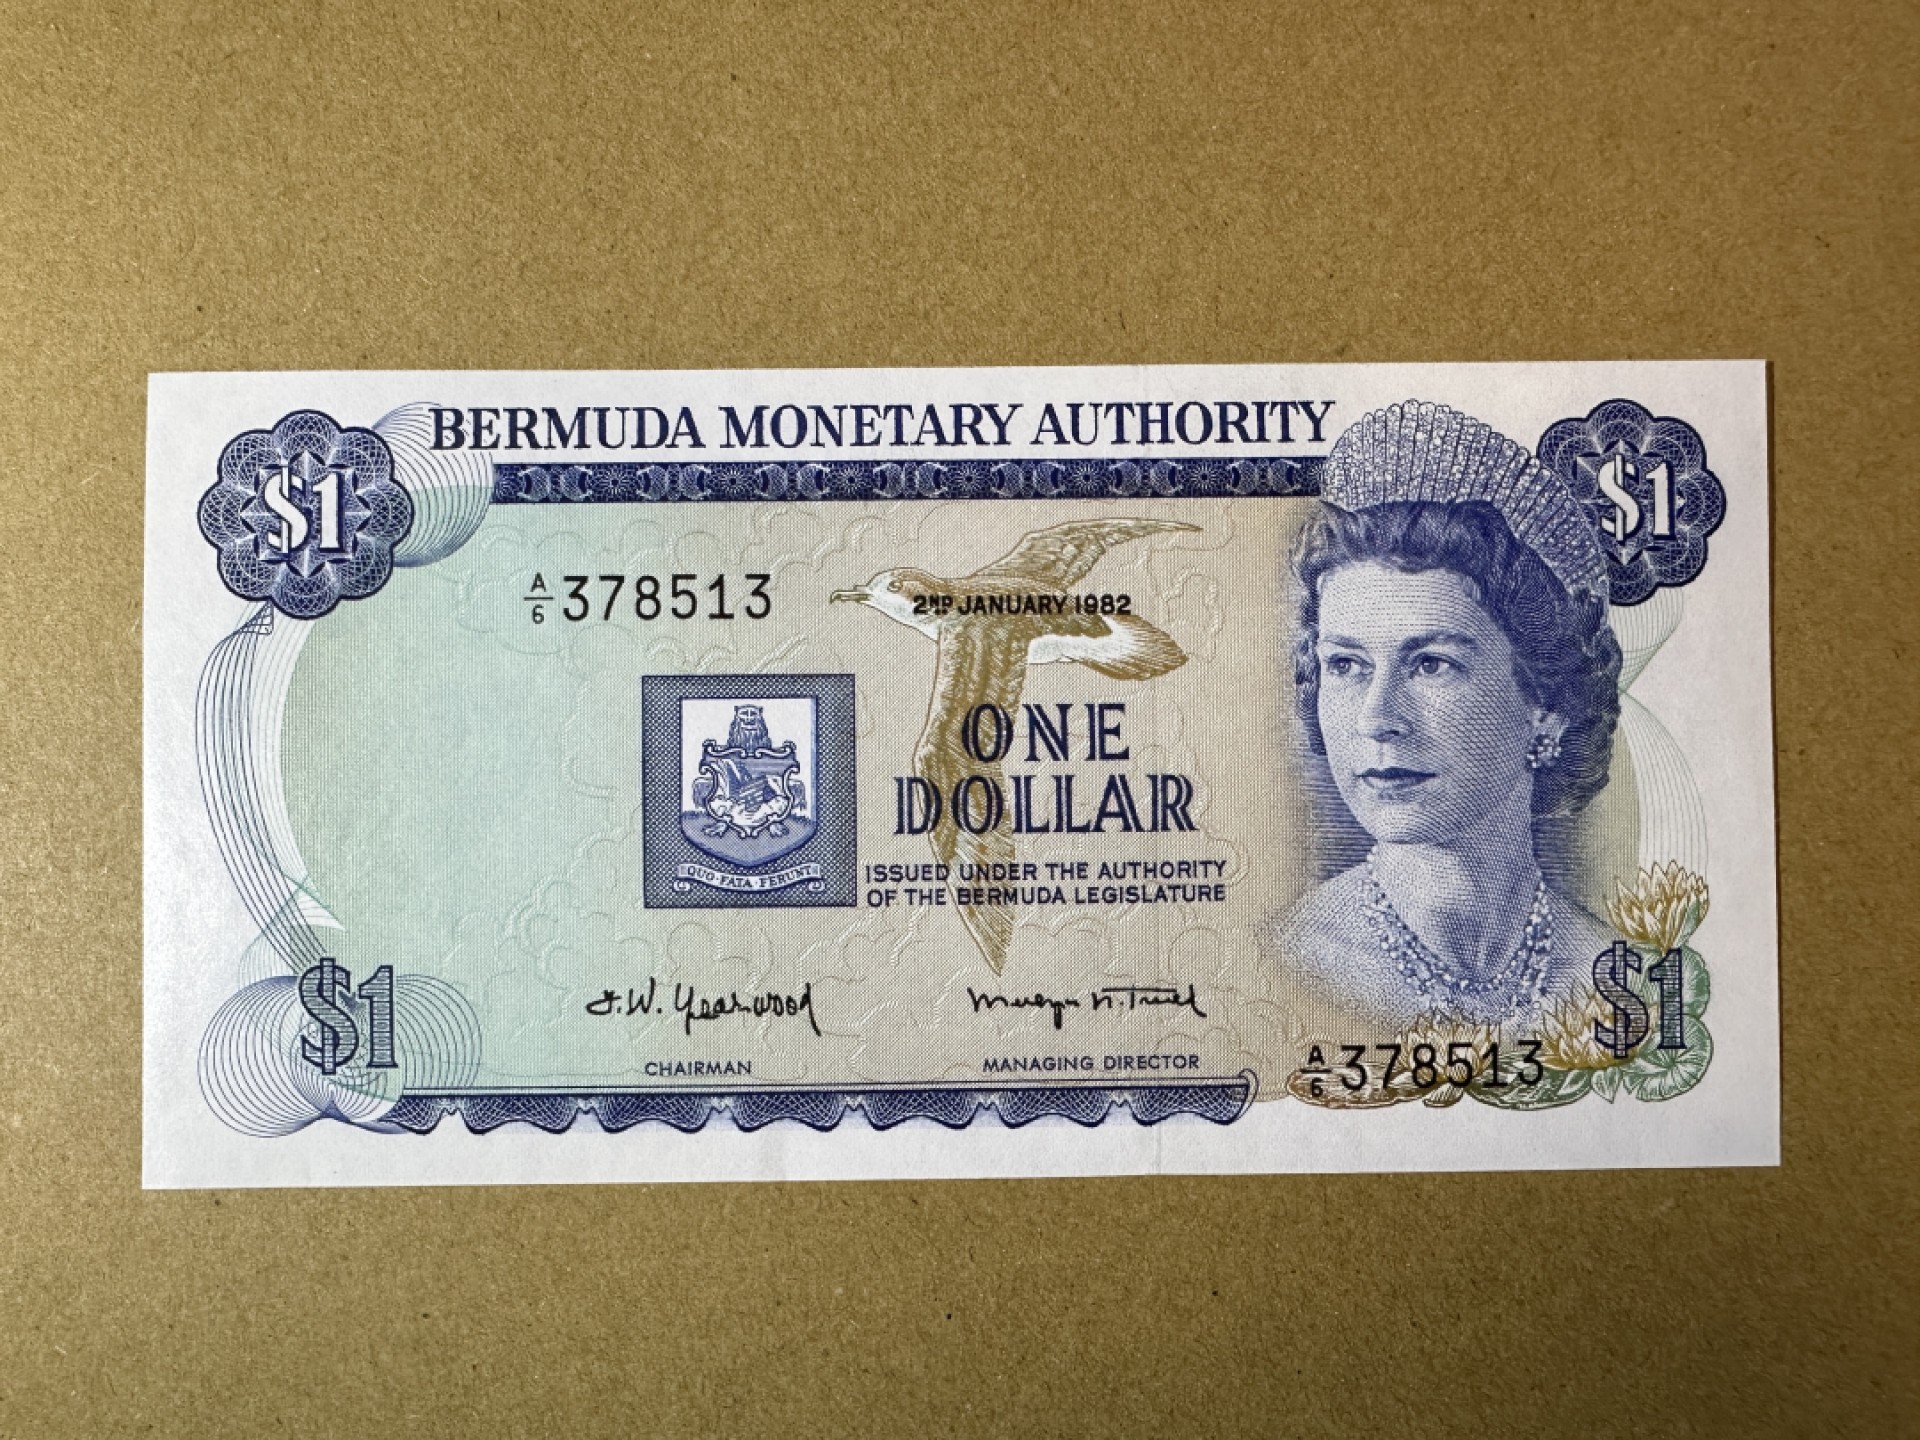 BERMUDA MONETARY AUTHORITY
$1
$1
A/6 378513
2ND JANUARY 1982
ONE
DOLLAR
QUO FATA FERUNT
ISSUED UNDER THE AUTHORITY
OF THE BERMUDA LEGISLATURE
$1
$1
J.W. Yearwood
CHAIRMAN
MANAGING DIRECTOR
A/6 378513